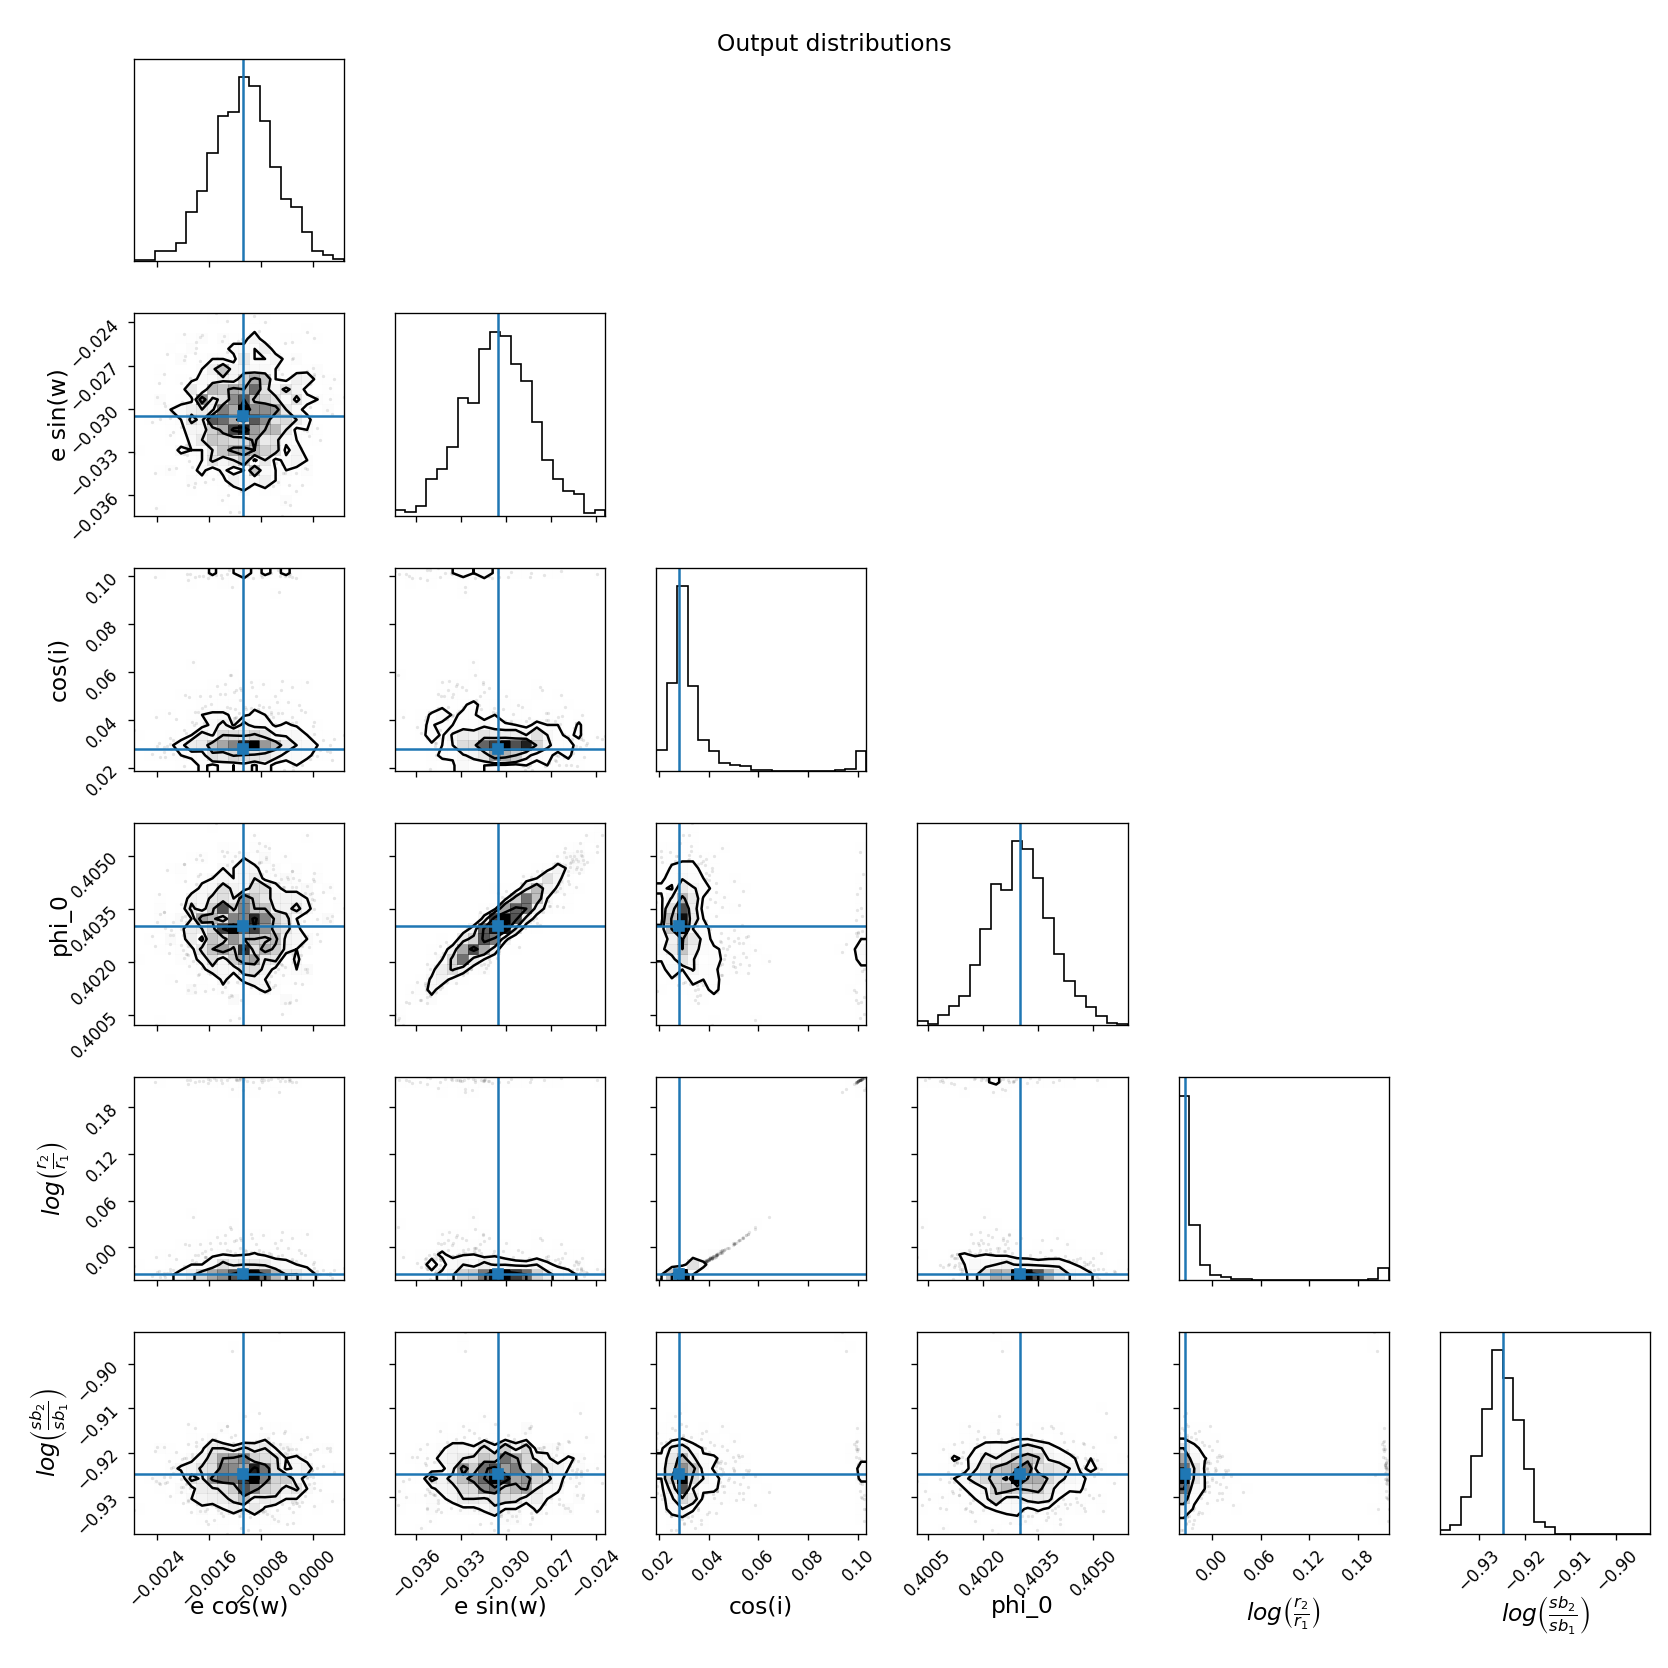 Output distributions
e sin(w)
−0.024
−0.027
−0.030
−0.033
−0.036
cos(i)
0.10
0.08
0.06
0.04
0.02
phi_0
0.4050
0.4035
0.4020
0.4005
log(r₂/r₁)
0.18
0.12
0.06
0.00
log(sb₂/sb₁)
−0.90
−0.91
−0.92
−0.93
−0.0024 −0.0016 −0.0008 0.0000
−0.036 −0.033 −0.030 −0.027 −0.024
0.02 0.04 0.06 0.08 0.10
0.4005 0.4020 0.4035 0.4050
0.00 0.06 0.12 0.18
−0.93 −0.92 −0.91 −0.90
e cos(w) e sin(w) cos(i) phi_0 log(r₂/r₁) log(sb₂/sb₁)